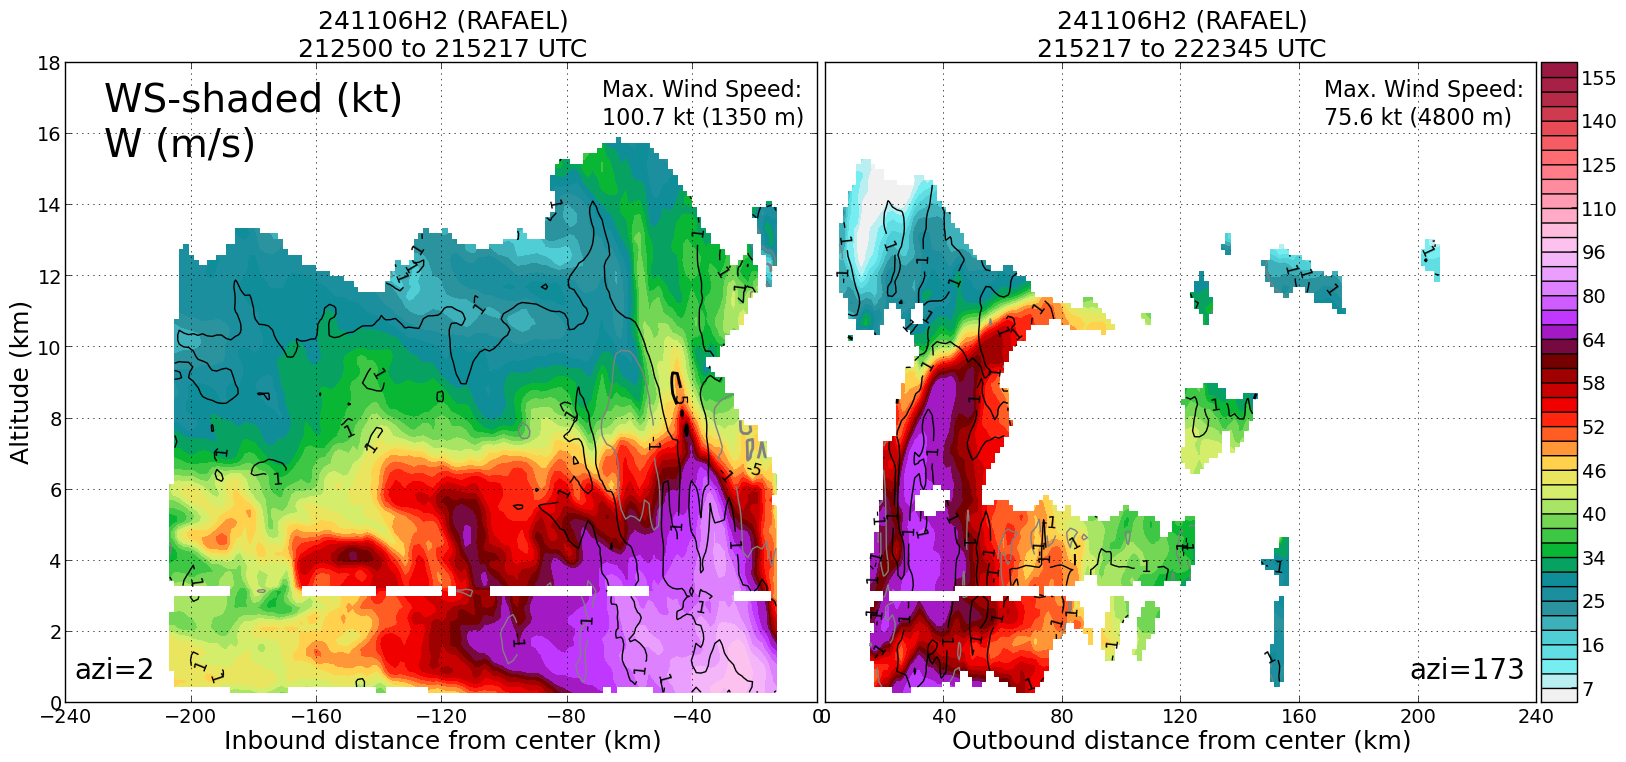 241106H2 (RAFAEL)
212500 to 215217 UTC
241106H2 (RAFAEL)
215217 to 222345 UTC
WS-shaded (kt)
W (m/s)
Max. Wind Speed:
100.7 kt (1350 m)
Max. Wind Speed:
75.6 kt (4800 m)
azi=2
azi=173
Altitude (km)
18
16
14
12
10
8
6
4
2
0
−240
−200
−160
−120
−80
−40
0
Inbound distance from center (km)
0
40
80
120
160
200
240
Outbound distance from center (km)
155
140
125
110
96
80
64
58
52
46
40
34
25
16
7